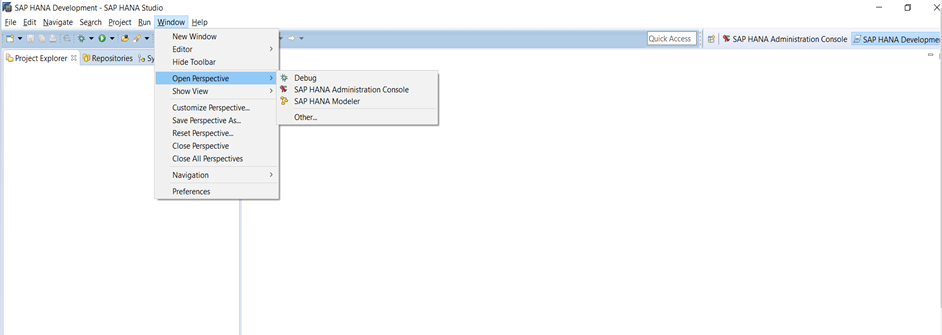 SAP HANA Development - SAP HANA Studio
File Edit Navigate Search Project Run Window Help
Quick Access
SAP HANA Administration Console
SAP HANA Developme
Project Explorer
Repositories
Sy
New Window
Editor
Hide Toolbar
Open Perspective
Show View
Customize Perspective...
Save Perspective As...
Reset Perspective...
Close Perspective
Close All Perspectives
Navigation
Preferences
Debug
SAP HANA Administration Console
SAP HANA Modeler
Other...